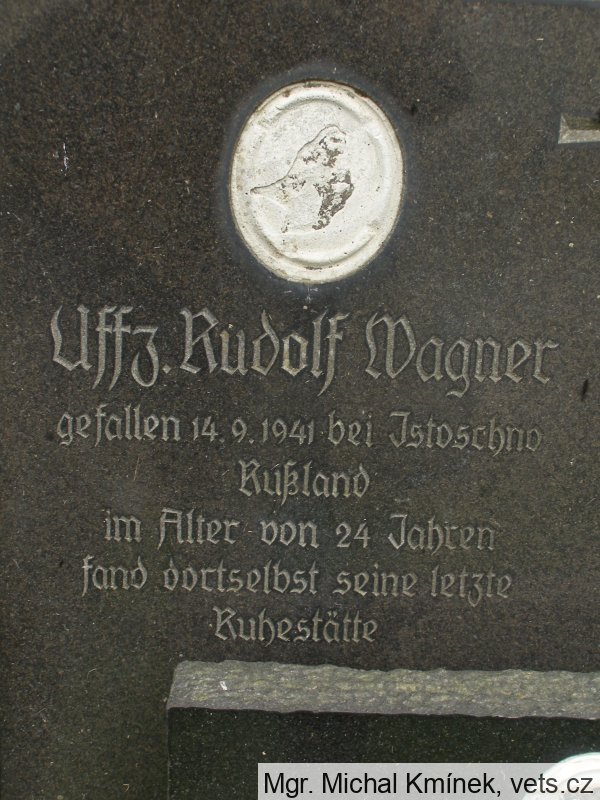 Uffz. Rudolf Wagner
gefallen 14.9.1941 bei Istoschno
Rußland
im Alter von 24 Jahren
fand dortselbst seine letzte
Ruhestätte
Mgr. Michal Kmínek, vets.cz